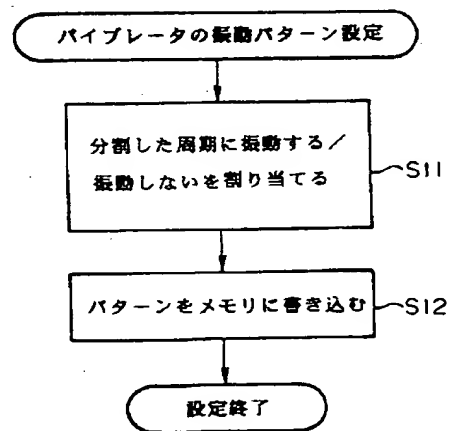 バイブレータの振動パターン設定
分割した周期に振動する/
振動しないを割り当てる
S11
パターンをメモリに書き込む
S12
設定終了